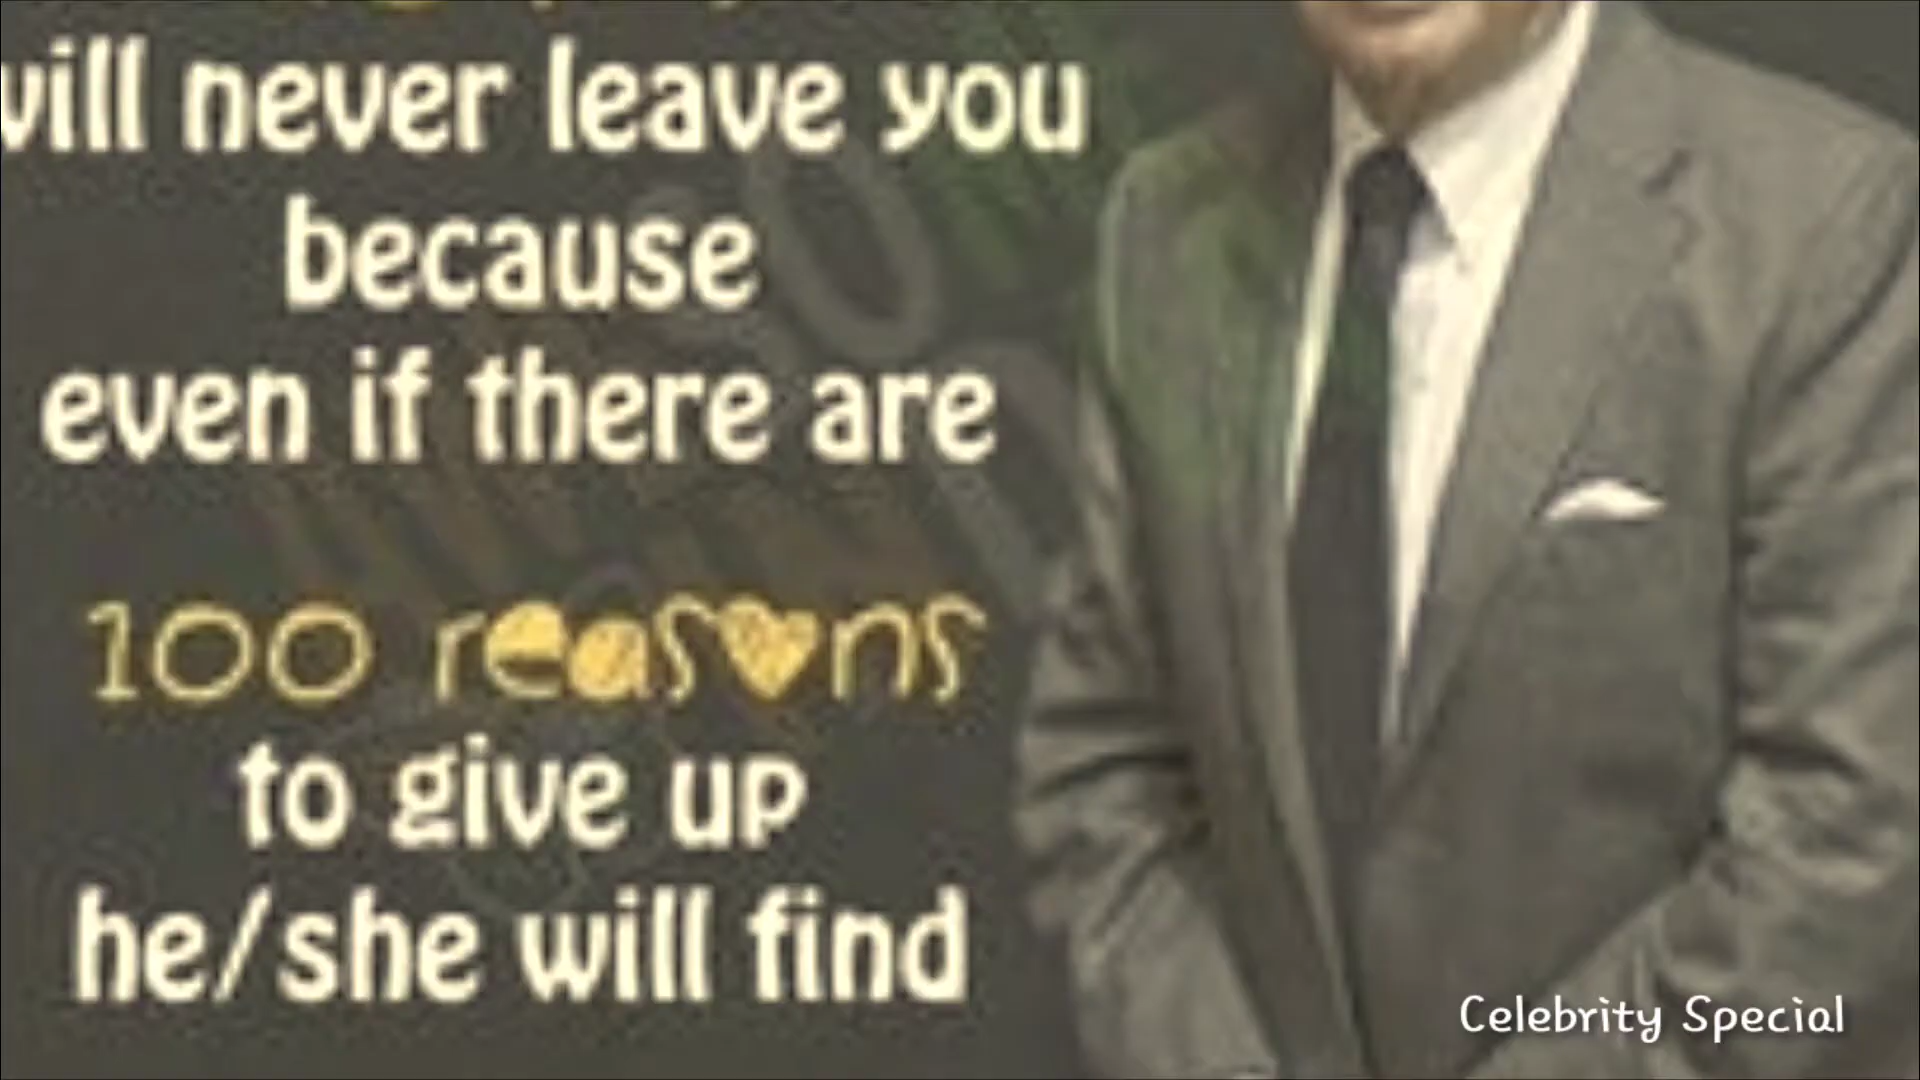 will never leave you
because
even if there are
100 reasons
to give up
he/she will find
Celebrity Special